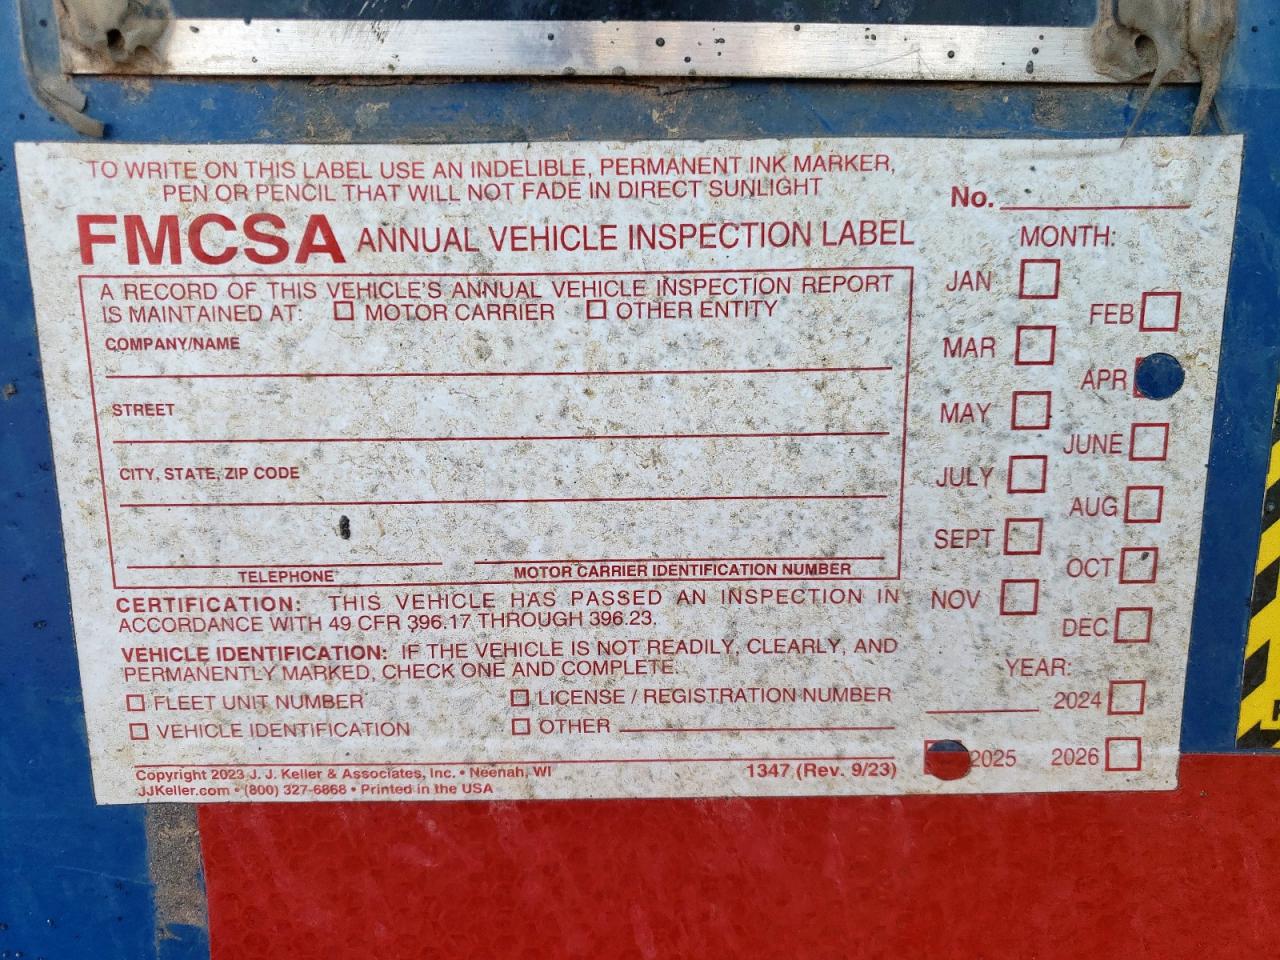 TO WRITE ON THIS LABEL USE AN INDELIBLE, PERMANENT INK MARKER,
PEN OR PENCIL THAT WILL NOT FADE IN DIRECT SUNLIGHT
No.
FMCSA ANNUAL VEHICLE INSPECTION LABEL
A RECORD OF THIS VEHICLE'S ANNUAL VEHICLE INSPECTION REPORT
IS MAINTAINED AT: MOTOR CARRIER OTHER ENTITY
COMPANY/NAME
STREET
CITY, STATE, ZIP CODE
TELEPHONE MOTOR CARRIER IDENTIFICATION NUMBER
CERTIFICATION: THIS VEHICLE HAS PASSED AN INSPECTION IN
ACCORDANCE WITH 49 CFR 396.17 THROUGH 396.23.
VEHICLE IDENTIFICATION: IF THE VEHICLE IS NOT READILY, CLEARLY, AND
PERMANENTLY MARKED, CHECK ONE AND COMPLETE.
FLEET UNIT NUMBER LICENSE / REGISTRATION NUMBER
VEHICLE IDENTIFICATION OTHER
Copyright 2023 J. J. Keller & Associates, Inc. • Neenah, WI
JJKeller.com • (800) 327-6868 • Printed in the USA
1347 (Rev. 9/23)
MONTH:
JAN
FEB
MAR
APR
MAY
JUNE
JULY
AUG
SEPT
OCT
NOV
DEC
YEAR:
2024
2025 2026